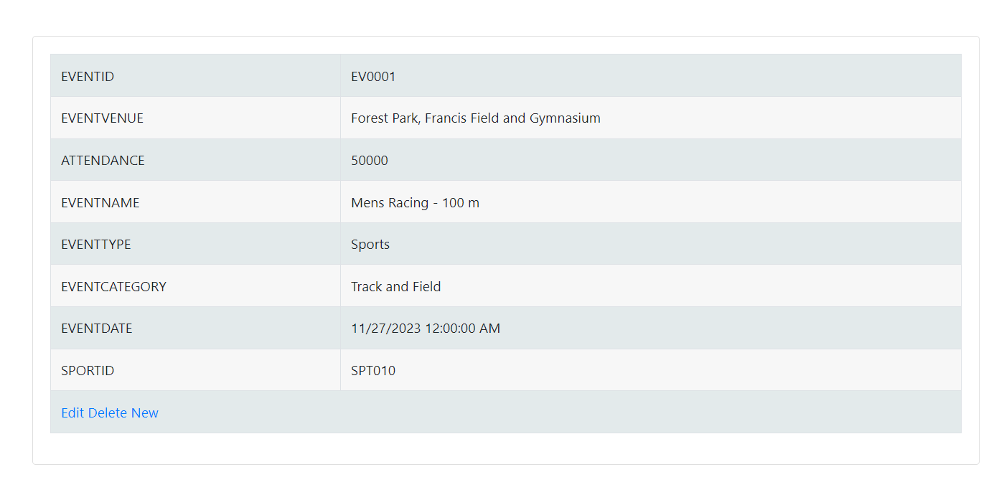 EVENTID EV0001
EVENTVENUE Forest Park, Francis Field and Gymnasium
ATTENDANCE 50000
EVENTNAME Mens Racing - 100 m
EVENTTYPE Sports
EVENTCATEGORY Track and Field
EVENTDATE 11/27/2023 12:00:00 AM
SPORTID SPT010
Edit Delete New